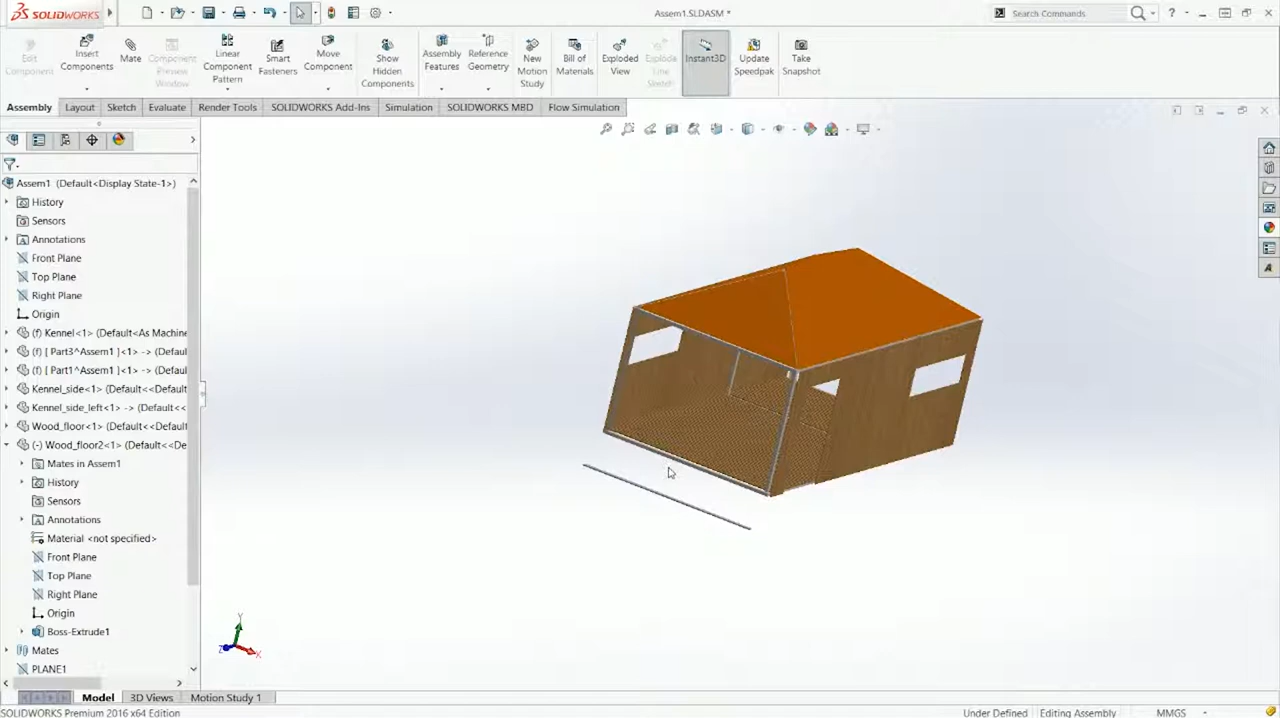 SOLIDWORKS
Assem1.SLDASM *
Search Commands
?
Edit Component
Insert Components
Mate
Component Preview Window
Linear Component Pattern
Smart Fasteners
Move Component
Show Hidden Components
Assembly Features
Reference Geometry
New Motion Study
Bill of Materials
Exploded View
Explode Line Sketch
Instant3D
Update Speedpak
Take Snapshot
Assembly
Layout
Sketch
Evaluate
Render Tools
SOLIDWORKS Add-Ins
Simulation
SOLIDWORKS MBD
Flow Simulation
Assem1 (Default<Display State-1>)
History
Sensors
Annotations
Front Plane
Top Plane
Right Plane
Origin
(f) Kennel<1> (Default<As Machine
(f) [ Part3^Assem1 ]<1> -> (Defaul
(f) [ Part1^Assem1 ]<1> -> (Defaul
Kennel_side<1> (Default<<Default
Kennel_side_left<1> -> (Default<<
Wood_floor<1> (Default<<Default
(-) Wood_floor2<1> (Default<<De
Mates in Assem1
History
Sensors
Annotations
Material <not specified>
Front Plane
Top Plane
Right Plane
Origin
Boss-Extrude1
Mates
PLANE1
Y
Z
X
Model
3D Views
Motion Study 1
SOLIDWORKS Premium 2016 x64 Edition
Under Defined
Editing Assembly
MMGS